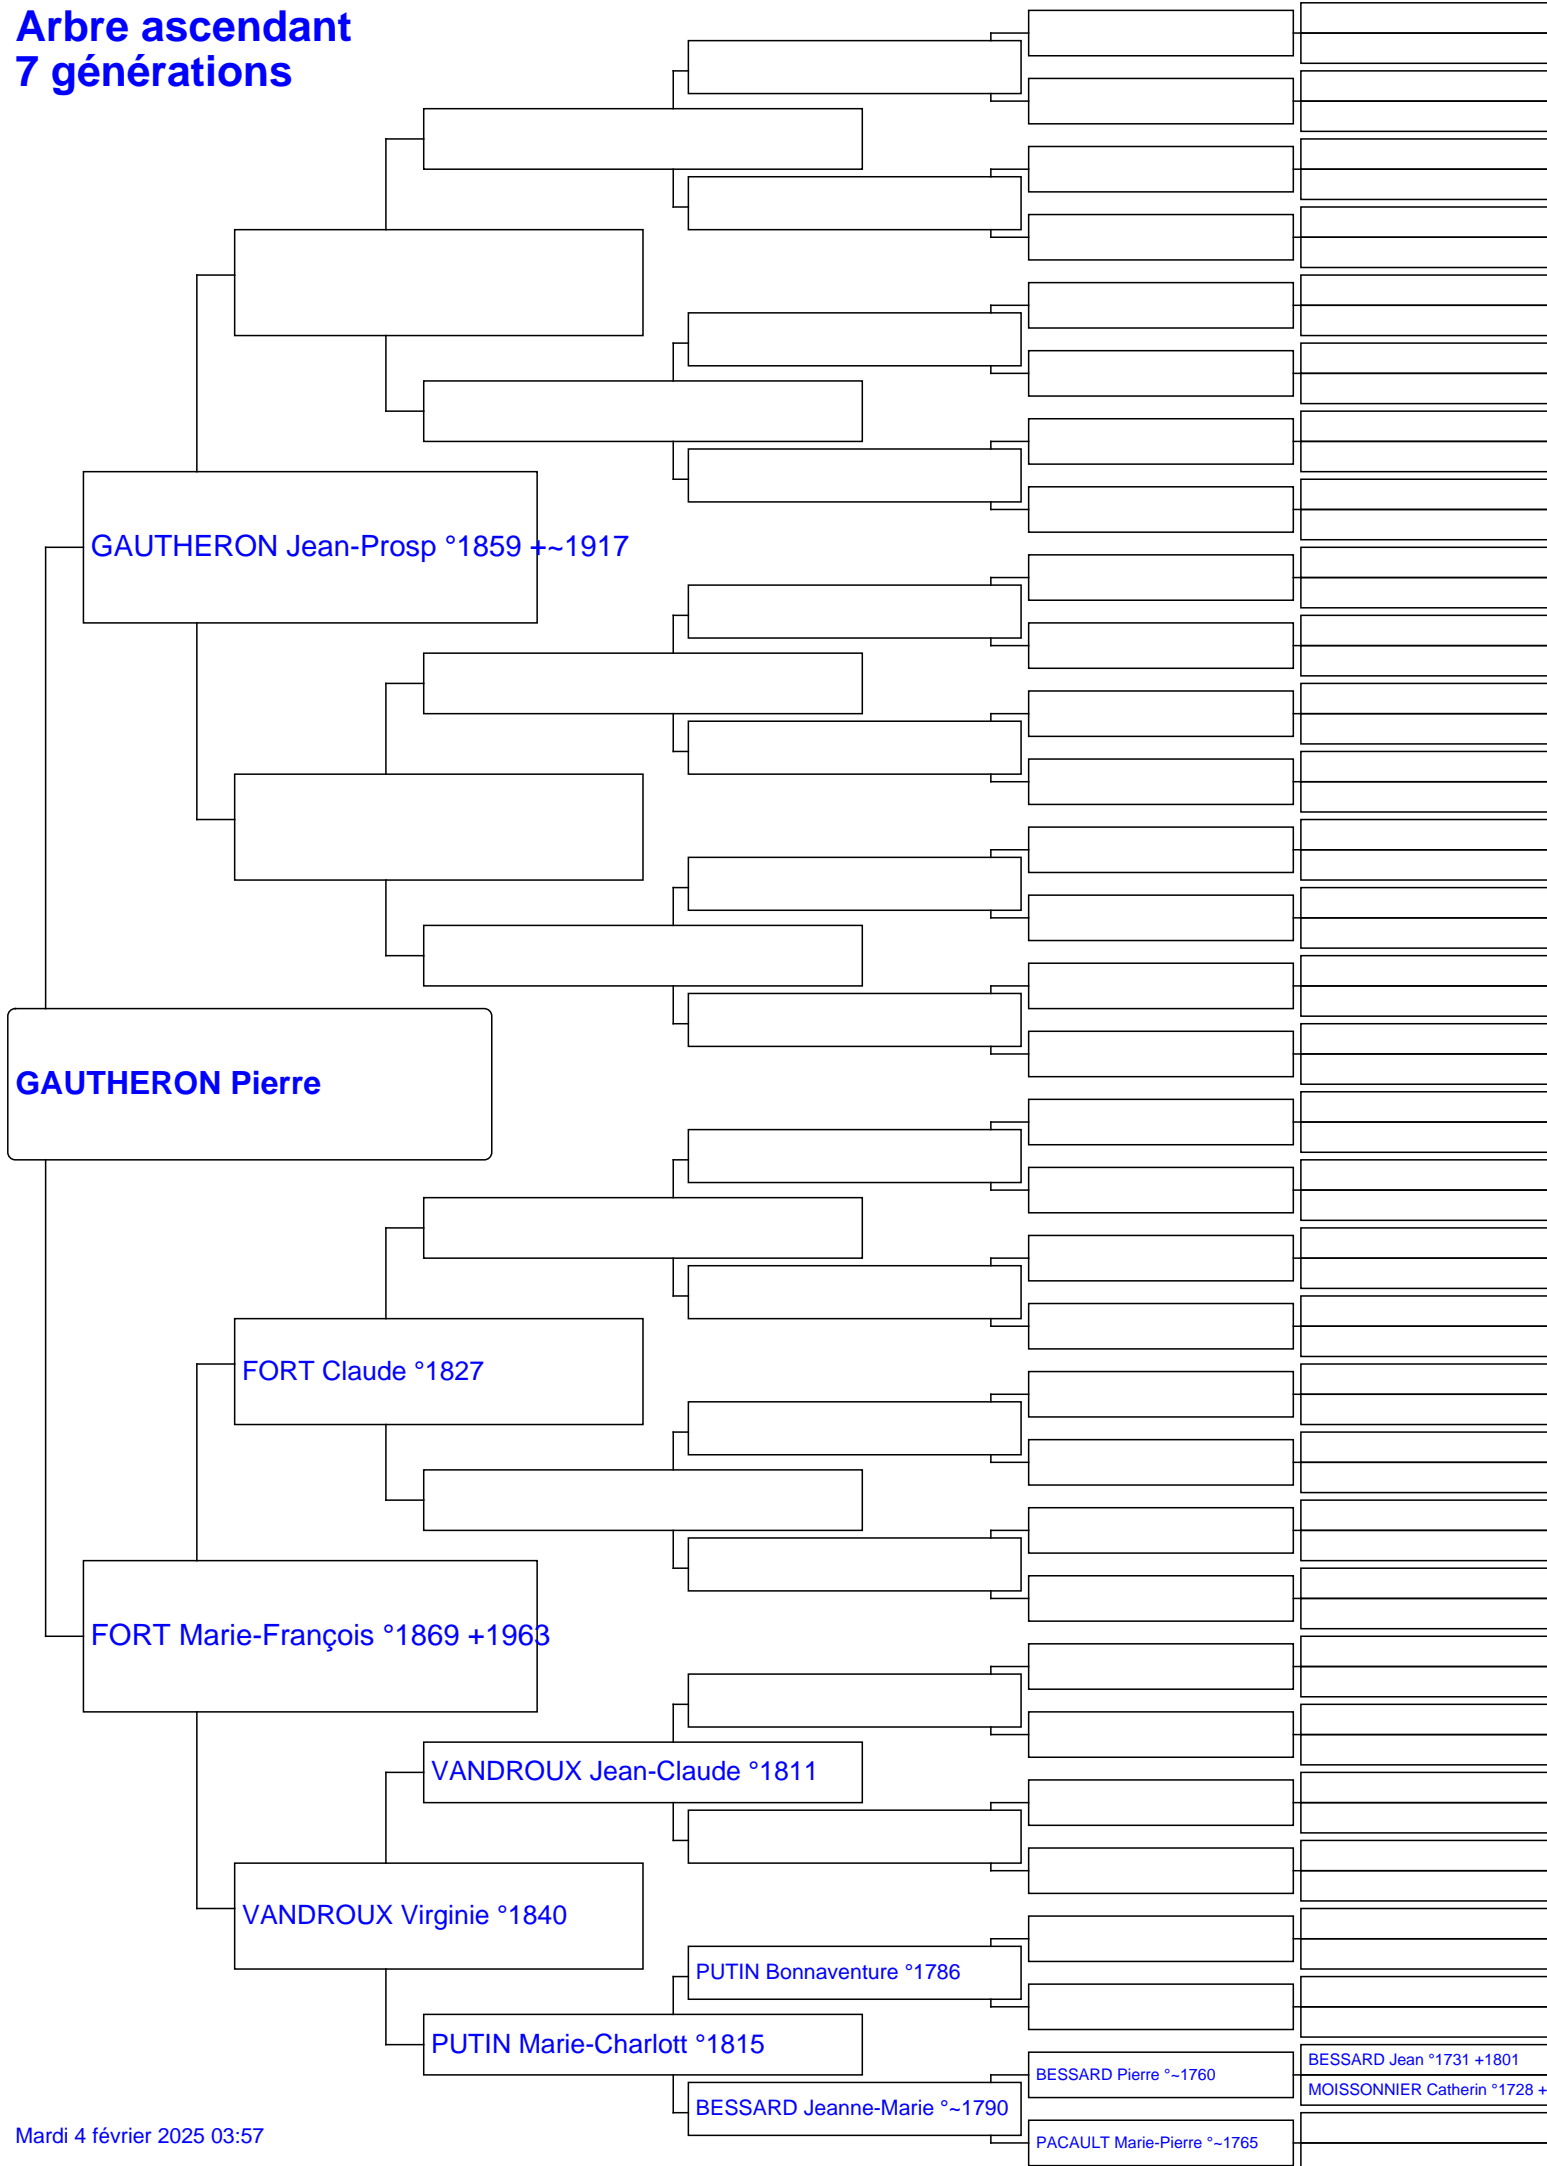 Arbre ascendant
7 générations
GAUTHERON Jean-Prosp °1859 +~1917
GAUTHERON Pierre
FORT Claude °1827
FORT Marie-François °1869 +1963
VANDROUX Jean-Claude °1811
VANDROUX Virginie °1840
PUTIN Bonnaventure °1786
PUTIN Marie-Charlott °1815
BESSARD Jean °1731 +1801
BESSARD Pierre °~1760
MOISSONNIER Catherin °1728 +
BESSARD Jeanne-Marie °~1790
PACAULT Marie-Pierre °~1765
Mardi 4 février 2025 03:57